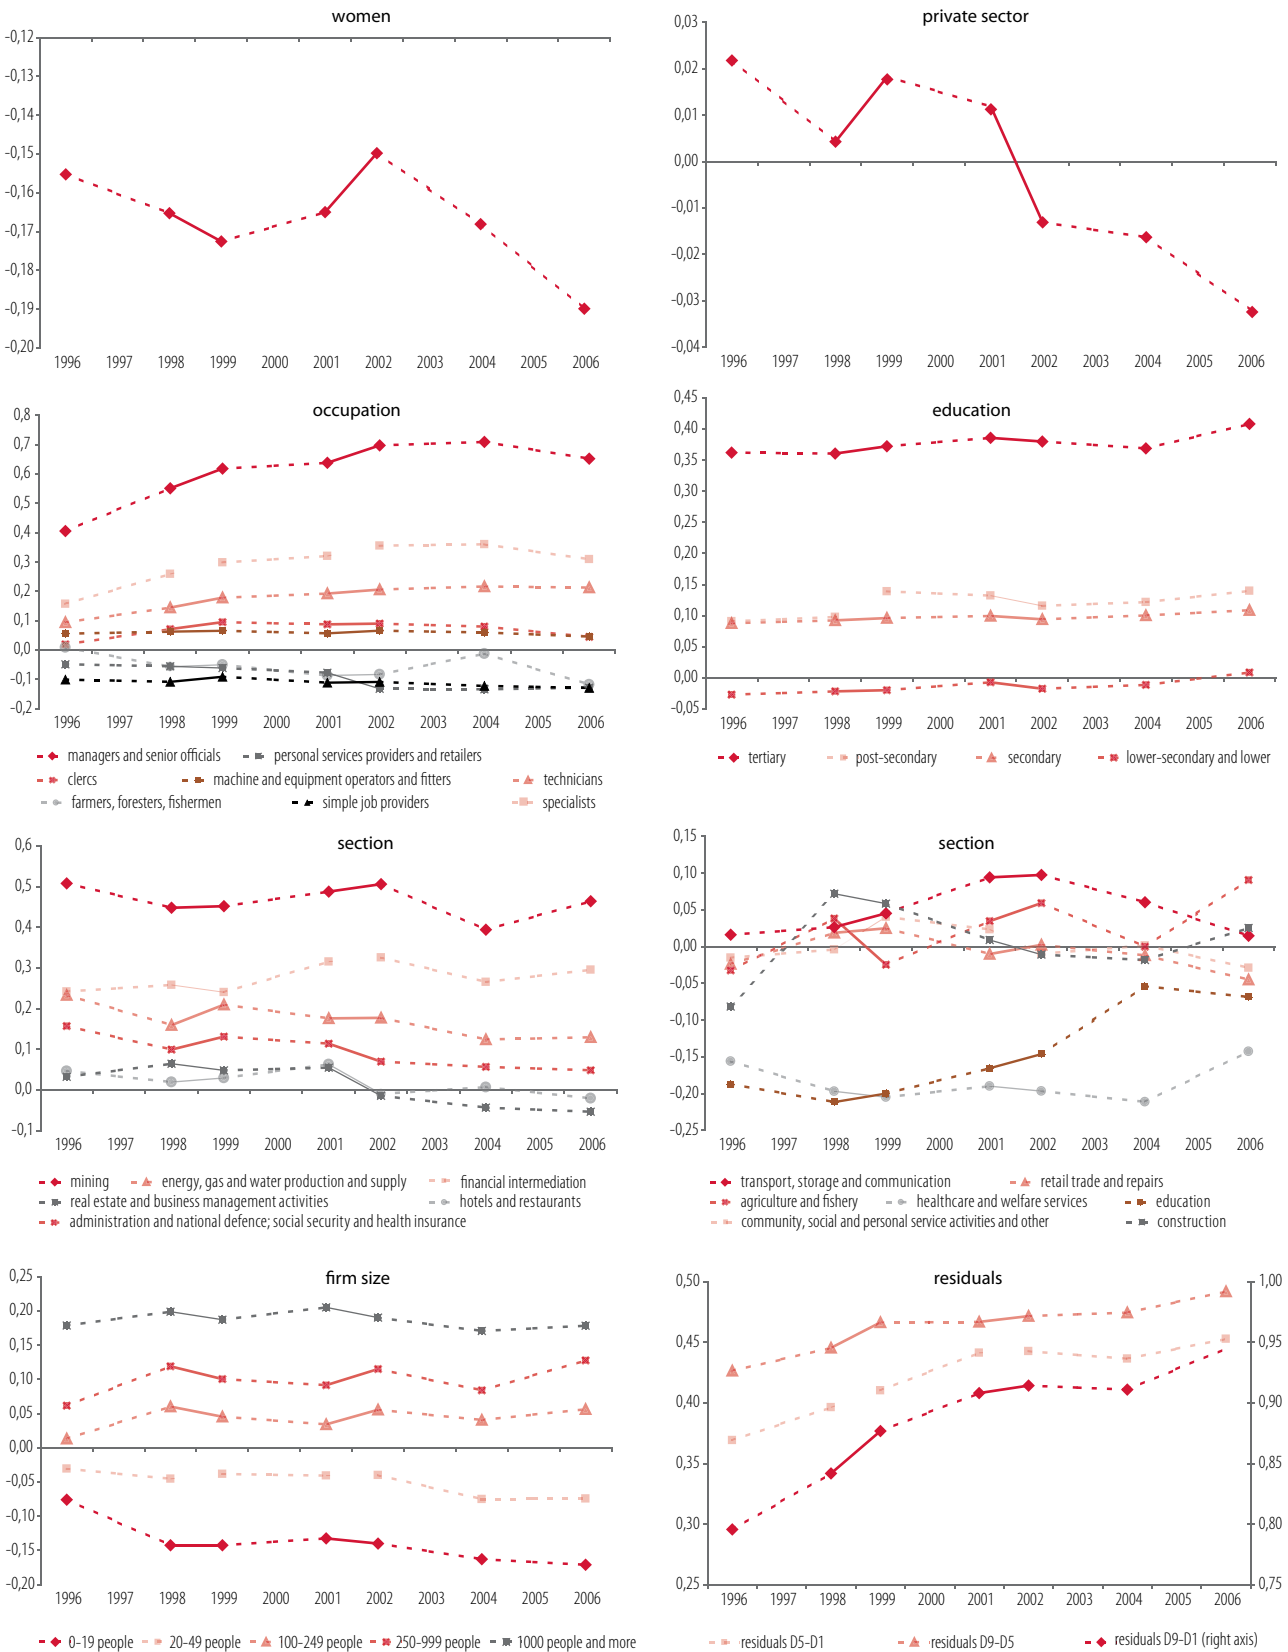 women
-0,12
-0,13
-0,14
-0,15
-0,16
-0,17
-0,18
-0,19
-0,20
1996 1997 1998 1999 2000 2001 2002 2003 2004 2005 2006
private sector
0,03
0,02
0,01
0,00
-0,01
-0,02
-0,03
-0,04
1996 1997 1998 1999 2000 2001 2002 2003 2004 2005 2006
occupation
0,8
0,7
0,6
0,5
0,4
0,3
0,2
0,1
0,0
-0,1
-0,2
1996 1997 1998 1999 2000 2001 2002 2003 2004 2005 2006
managers and senior officials personal services providers and retailers
clercs machine and equipment operators and fitters technicians
farmers, foresters, fishermen simple job providers specialists
education
0,45
0,40
0,35
0,30
0,25
0,20
0,15
0,10
0,05
0,00
-0,05
1996 1997 1998 1999 2000 2001 2002 2003 2004 2005 2006
tertiary post-secondary secondary lower-secondary and lower
section
0,6
0,5
0,4
0,3
0,2
0,1
0,0
-0,1
1996 1997 1998 1999 2000 2001 2002 2003 2004 2005 2006
mining energy, gas and water production and supply financial intermediation
real estate and business management activities hotels and restaurants
administration and national defence; social security and health insurance
section
0,15
0,10
0,05
0,00
-0,05
-0,10
-0,15
-0,20
-0,25
1996 1997 1998 1999 2000 2001 2002 2003 2004 2005 2006
transport, storage and communication retail trade and repairs
agriculture and fishery healthcare and welfare services education
community, social and personal service activities and other construction
firm size
0,25
0,20
0,15
0,10
0,05
0,00
-0,05
-0,10
-0,15
-0,20
1996 1997 1998 1999 2000 2001 2002 2003 2004 2005 2006
0-19 people 20-49 people 100-249 people 250-999 people 1000 people and more
residuals
0,50 1,00
0,45 0,95
0,40 0,90
0,35 0,85
0,30 0,80
0,25 0,75
1996 1997 1998 1999 2000 2001 2002 2003 2004 2005 2006
residuals D5-D1 residuals D9-D5 residuals D9-D1 (right axis)